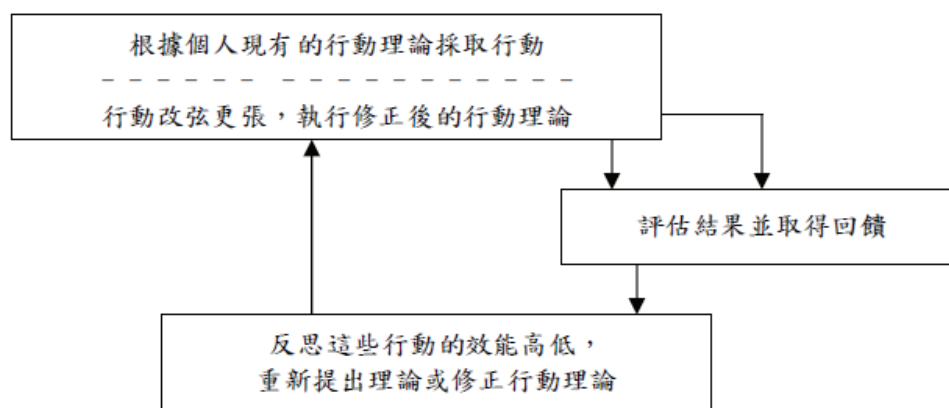 根據個人現有的行動理論採取行動
行動改弦更張，執行修正後的行動理論
評估結果並取得回饋
反思這些行動的效能高低，
重新提出理論或修正行動理論